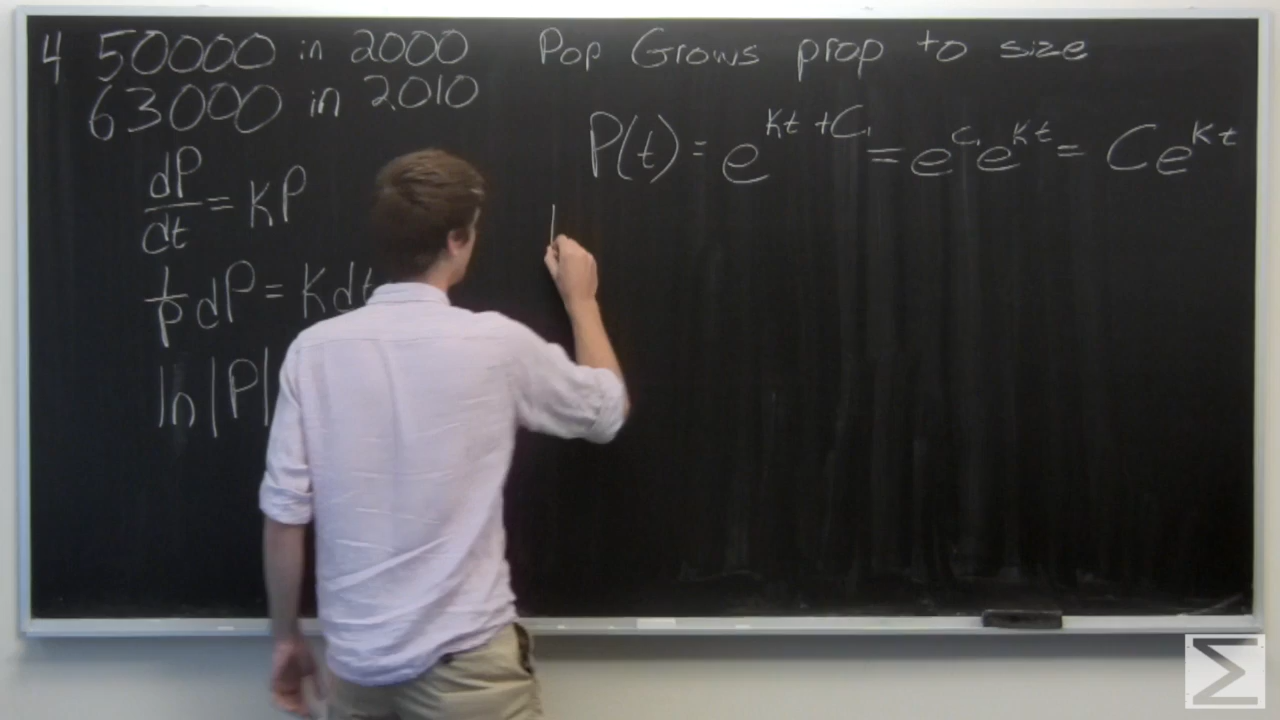 4 50000 in 2000
63000 in 2010
dP/dt = KP
1/P dP = K dt
ln|P|
Pop Grows prop to size
P(t) = e^{Kt + C₁} = e^{C₁}e^{Kt} = Ce^{Kt}
Σ